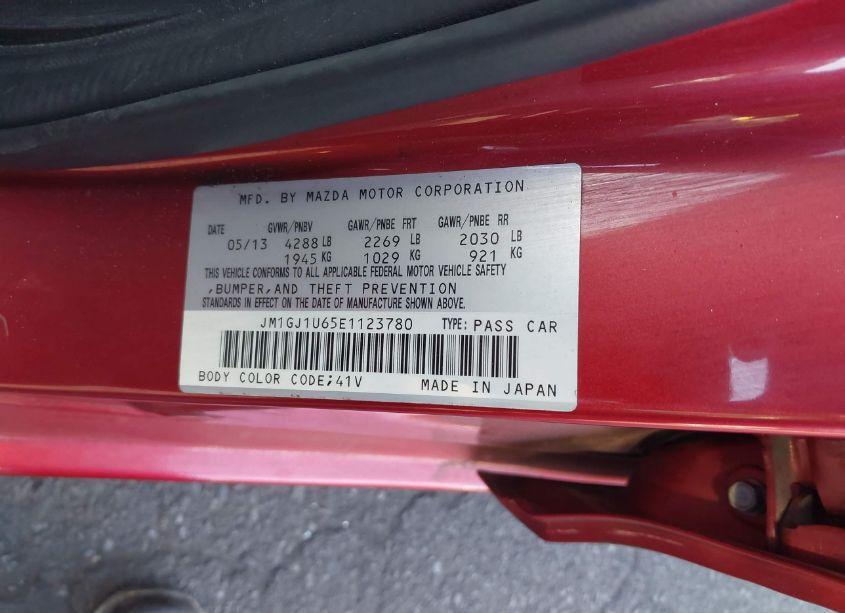 MFD. BY MAZDA MOTOR CORPORATION
DATE GVWR/PNBV GAWR/PNBE FRT GAWR/PNBE RR
05/13 4288 LB 2269 LB 2030 LB
1945 KG 1029 KG 921 KG
THIS VEHICLE CONFORMS TO ALL APPLICABLE FEDERAL MOTOR VEHICLE SAFETY
,BUMPER,AND THEFT PREVENTION
STANDARDS IN EFFECT ON THE DATE OF MANUFACTURE SHOWN ABOVE.
JM1GJ1U65E1123780 TYPE: PASS CAR
BODY COLOR CODE;41V MADE IN JAPAN